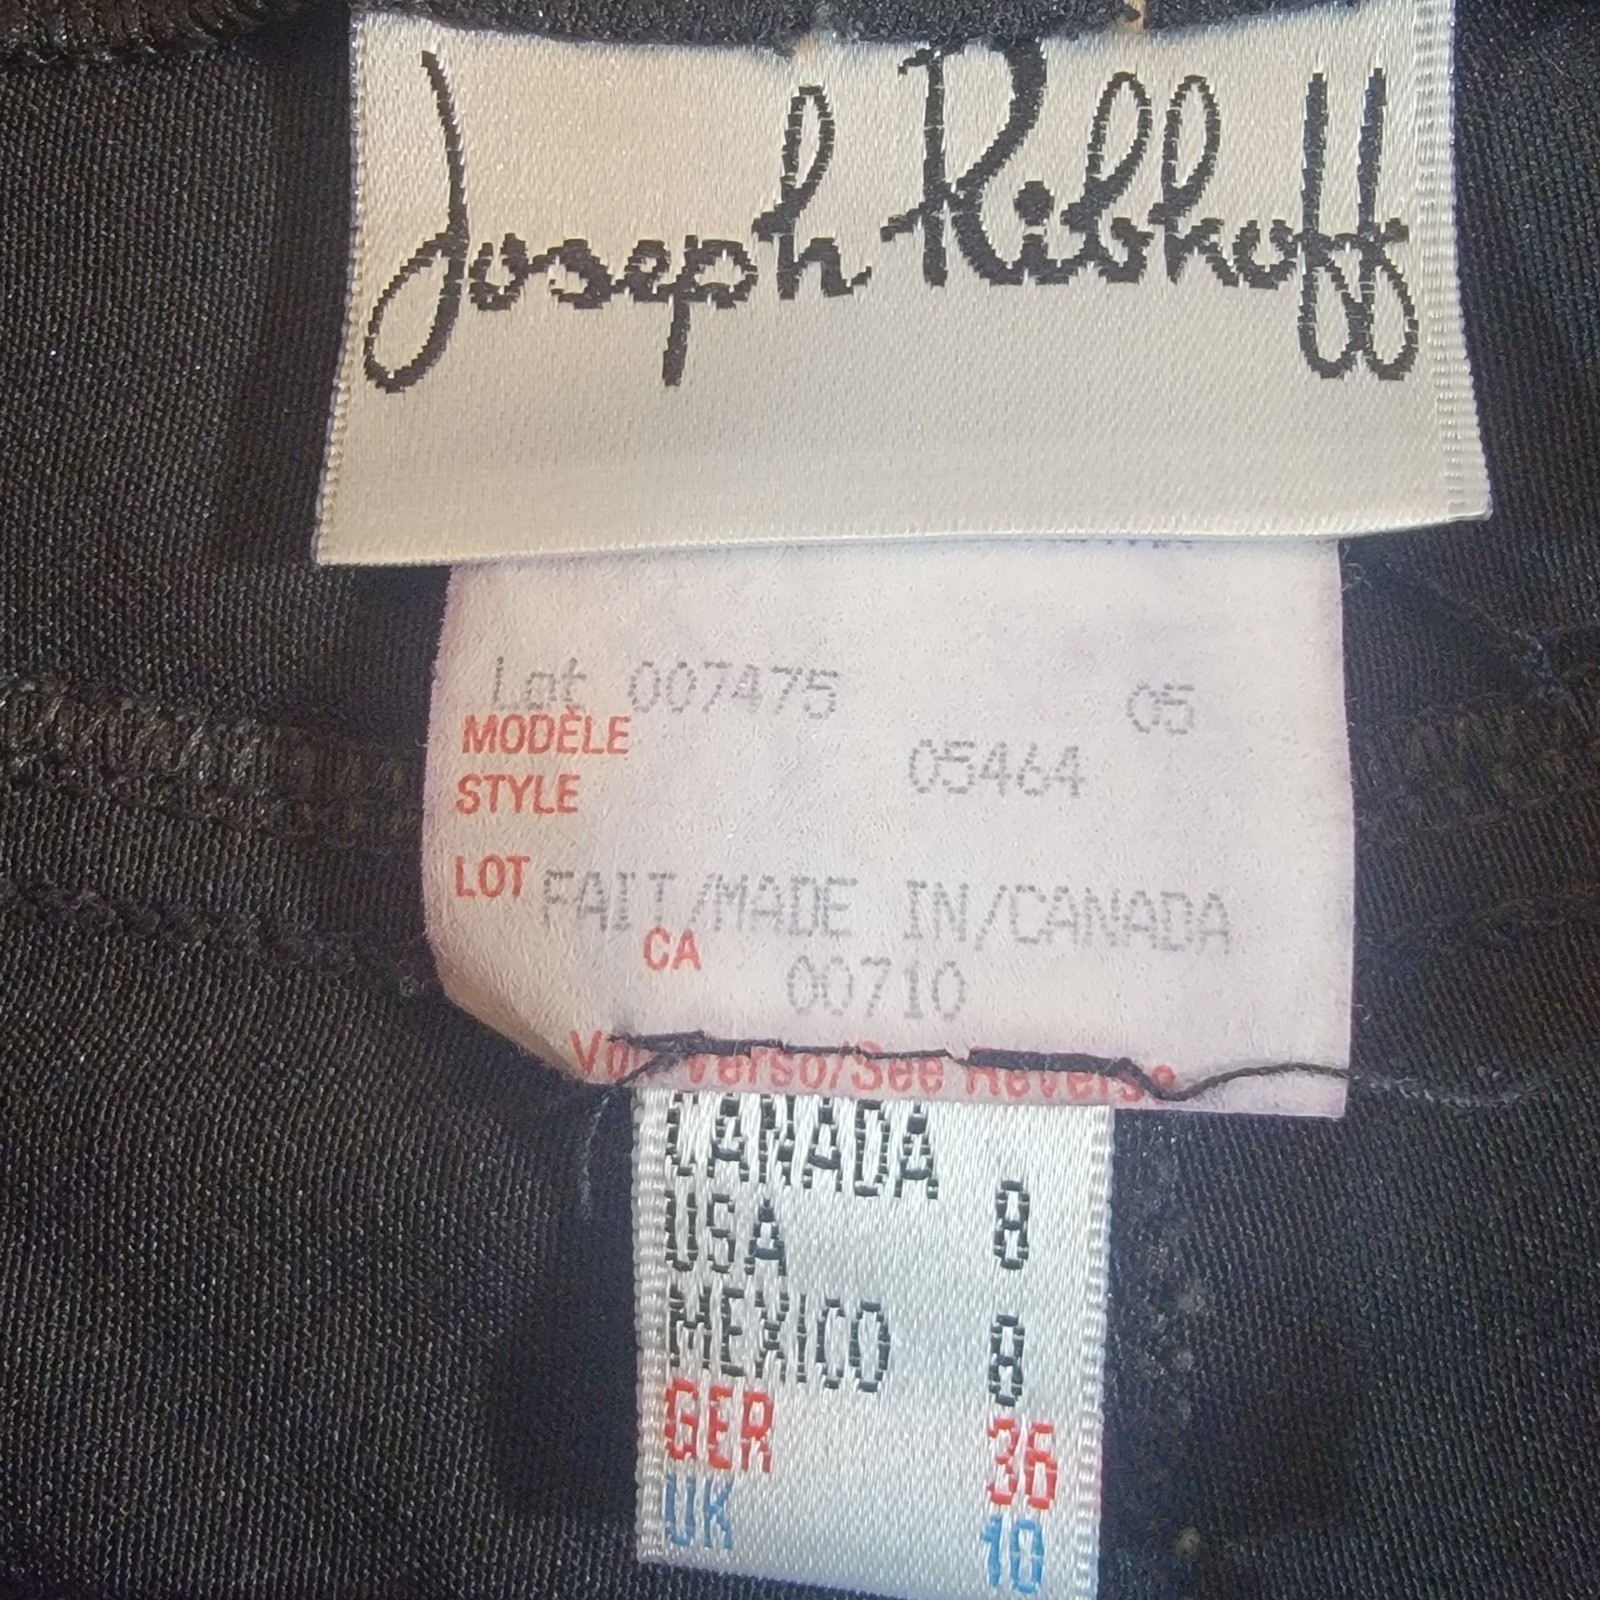 Joseph Ribkoff
Lot 007475 05
MODÈLE
STYLE 05464
LOT FAIT/MADE IN/CANADA
CA 00710
Voir Verso/See Reverse
CANADA
USA 8
MEXICO 8
GER 36
UK 10